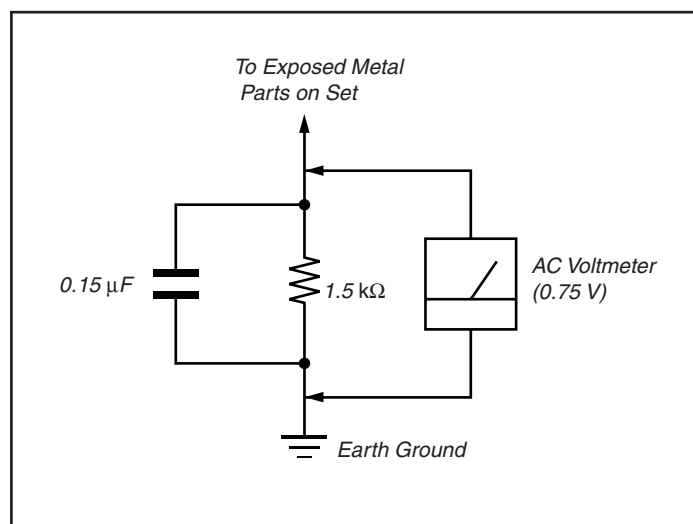 To Exposed Metal
Parts on Set
0.15 μF
1.5 kΩ
AC Voltmeter
(0.75 V)
Earth Ground